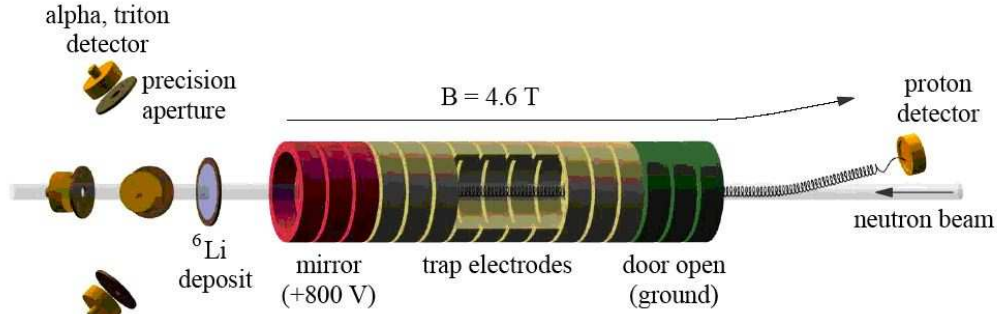 alpha, triton
detector
precision
aperture
B = 4.6 T
proton
detector
neutron beam
⁶Li
deposit
mirror
(+800 V)
trap electrodes
door open
(ground)